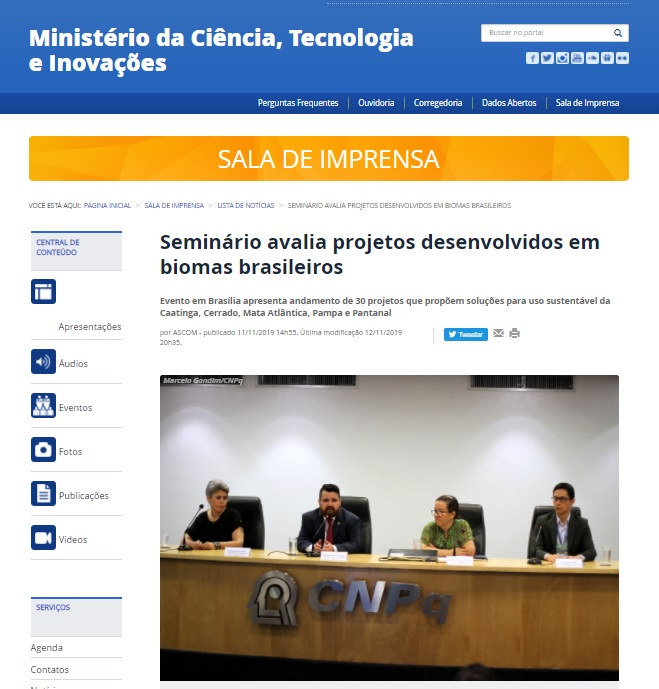 Ministério da Ciência, Tecnologia
e Inovações
Buscar no portal
Perguntas Frequentes
Ouvidoria
Corregedoria
Dados Abertos
Sala de Imprensa
SALA DE IMPRENSA
VOCÊ ESTÁ AQUI: PÁGINA INICIAL > SALA DE IMPRENSA > LISTA DE NOTÍCIAS > SEMINÁRIO AVALIA PROJETOS DESENVOLVIDOS EM BIOMAS BRASILEIROS
CENTRAL DE
CONTEÚDO
Apresentações
Áudios
Eventos
Fotos
Publicações
Vídeos
SERVIÇOS
Agenda
Contatos
Seminário avalia projetos desenvolvidos em
biomas brasileiros
Evento em Brasília apresenta andamento de 30 projetos que propõem soluções para uso sustentável da
Caatinga, Cerrado, Mata Atlântica, Pampa e Pantanal
por ASCOM - publicado 11/11/2019 14h55. Última modificação 12/11/2019
20h35.
Tweetar
Marcelo Gondim/CNPq
CNPq